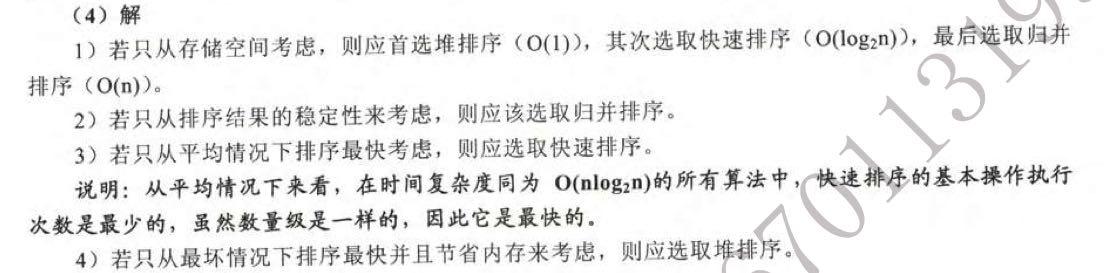 （4）解
1）若只从存储空间考虑，则应首选堆排序（O(1)），其次选取快速排序（O(log₂n)），最后选取归并
排序（O(n)）。
2）若只从排序结果的稳定性来考虑，则应该选取归并排序。
3）若只从平均情况下排序最快考虑，则应选取快速排序。
说明：从平均情况下来看，在时间复杂度同为 O(nlog₂n)的所有算法中，快速排序的基本操作执行
次数是最少的，虽然数量级是一样的，因此它是最快的。
4）若只从最坏情况下排序最快并且节省内存来考虑，则应选取堆排序。